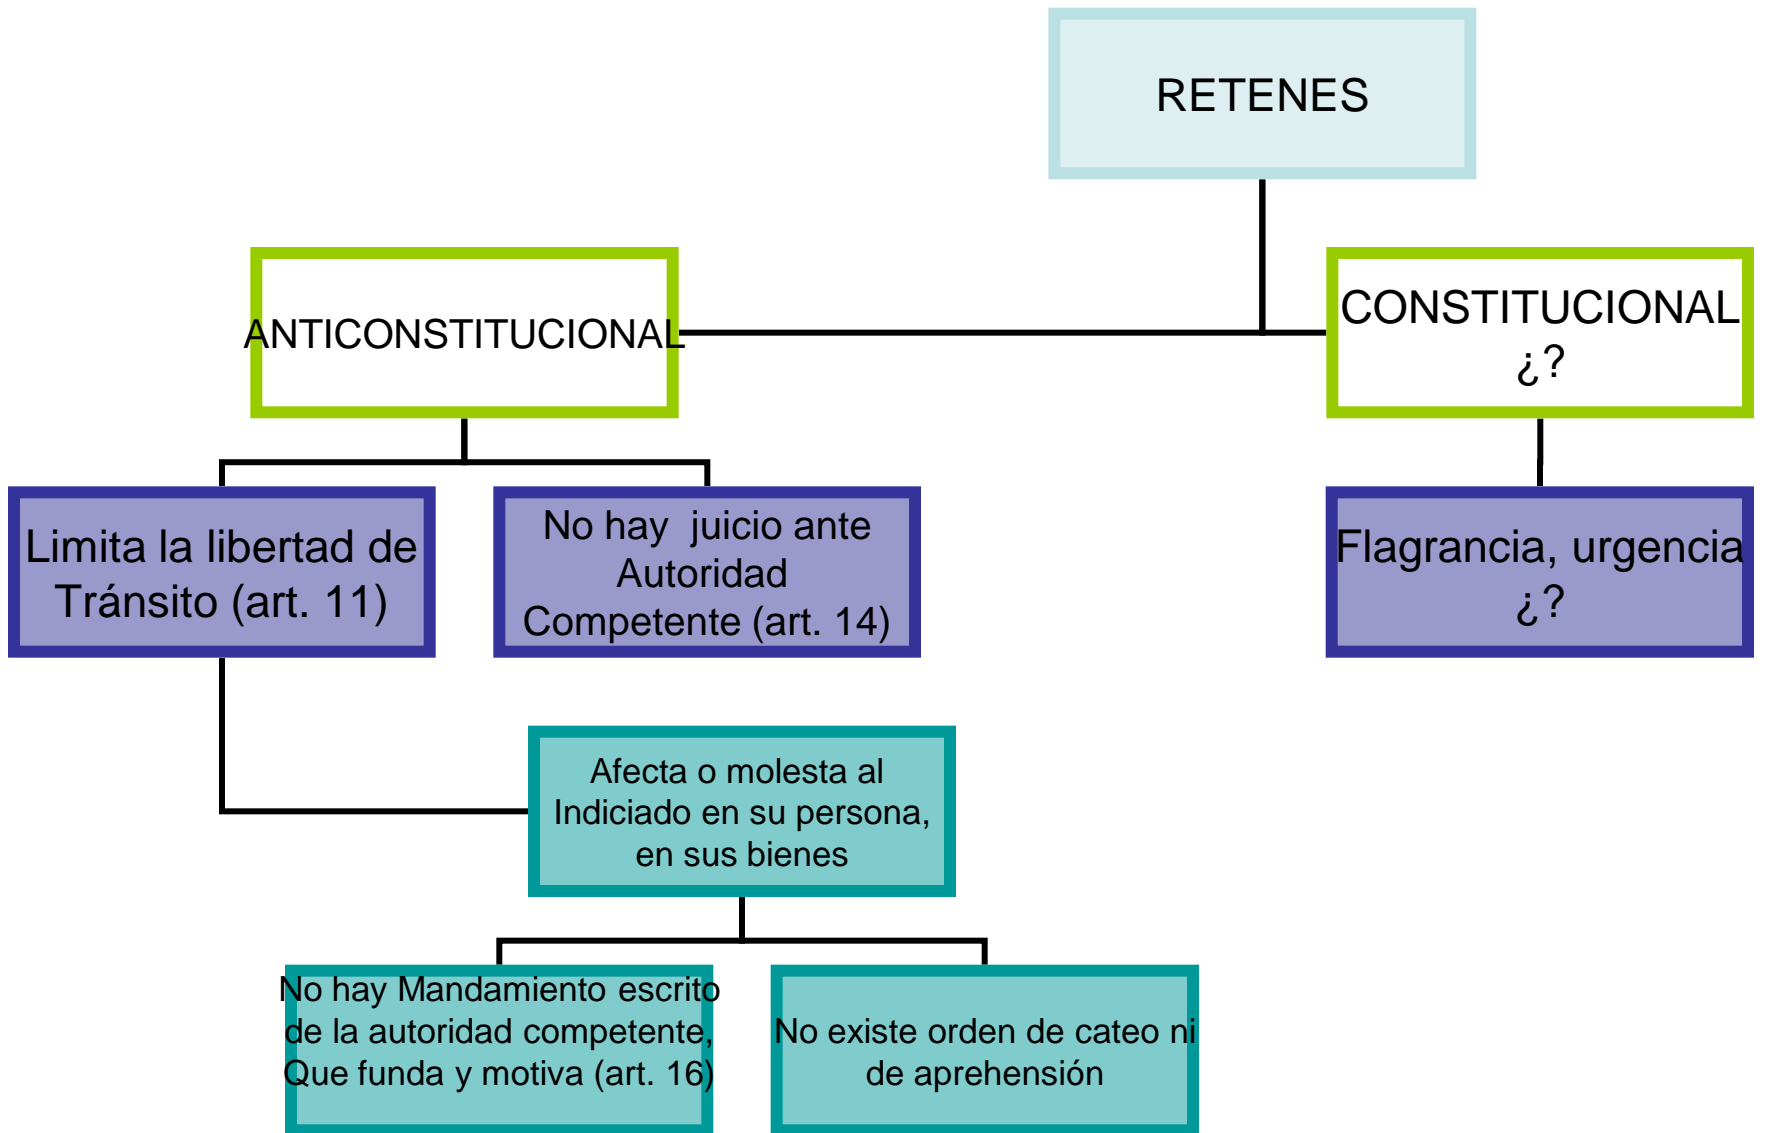 RETENES
ANTICONSTITUCIONAL
CONSTITUCIONAL
¿?
Limita la libertad de
Tránsito (art. 11)
No hay juicio ante
Autoridad
Competente (art. 14)
Flagrancia, urgencia
¿?
Afecta o molesta al
Indiciado en su persona,
en sus bienes
No hay Mandamiento escrito
de la autoridad competente,
Que funda y motiva (art. 16)
No existe orden de cateo ni
de aprehensión